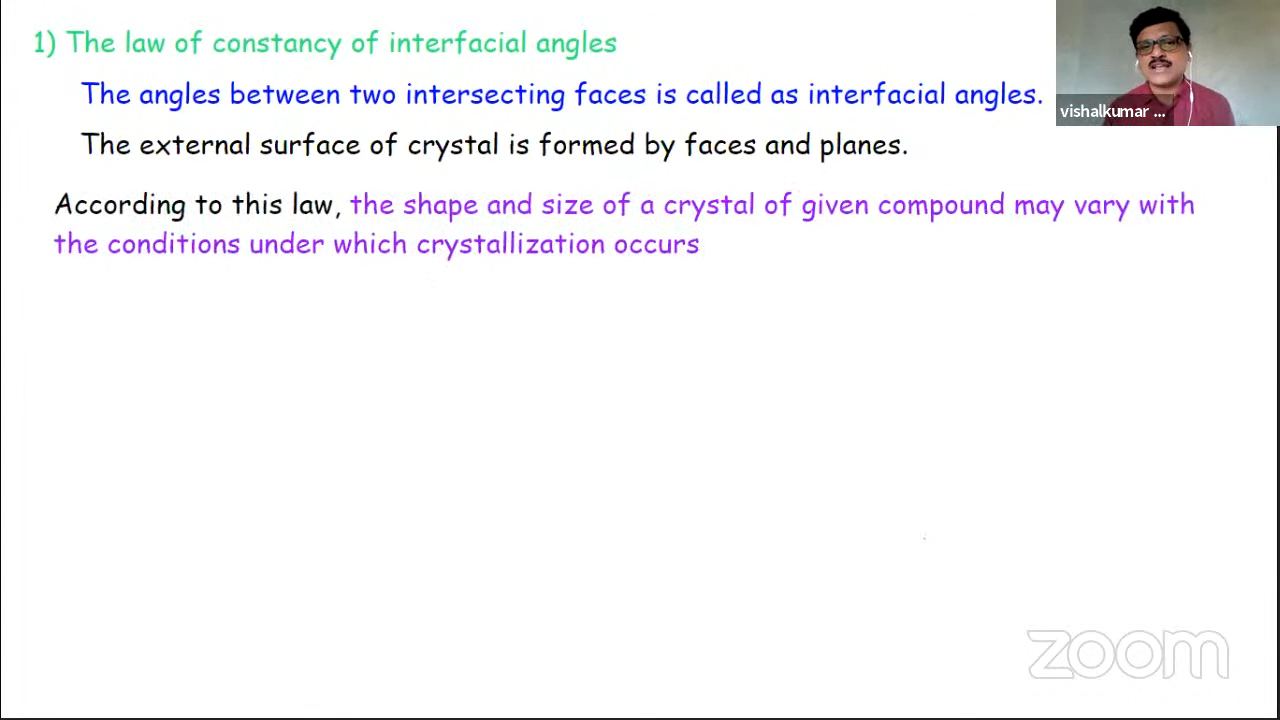 1) The law of constancy of interfacial angles
The angles between two intersecting faces is called as interfacial angles.
vishalkumar ...
The external surface of crystal is formed by faces and planes.
According to this law, the shape and size of a crystal of given compound may vary with
the conditions under which crystallization occurs
zoom